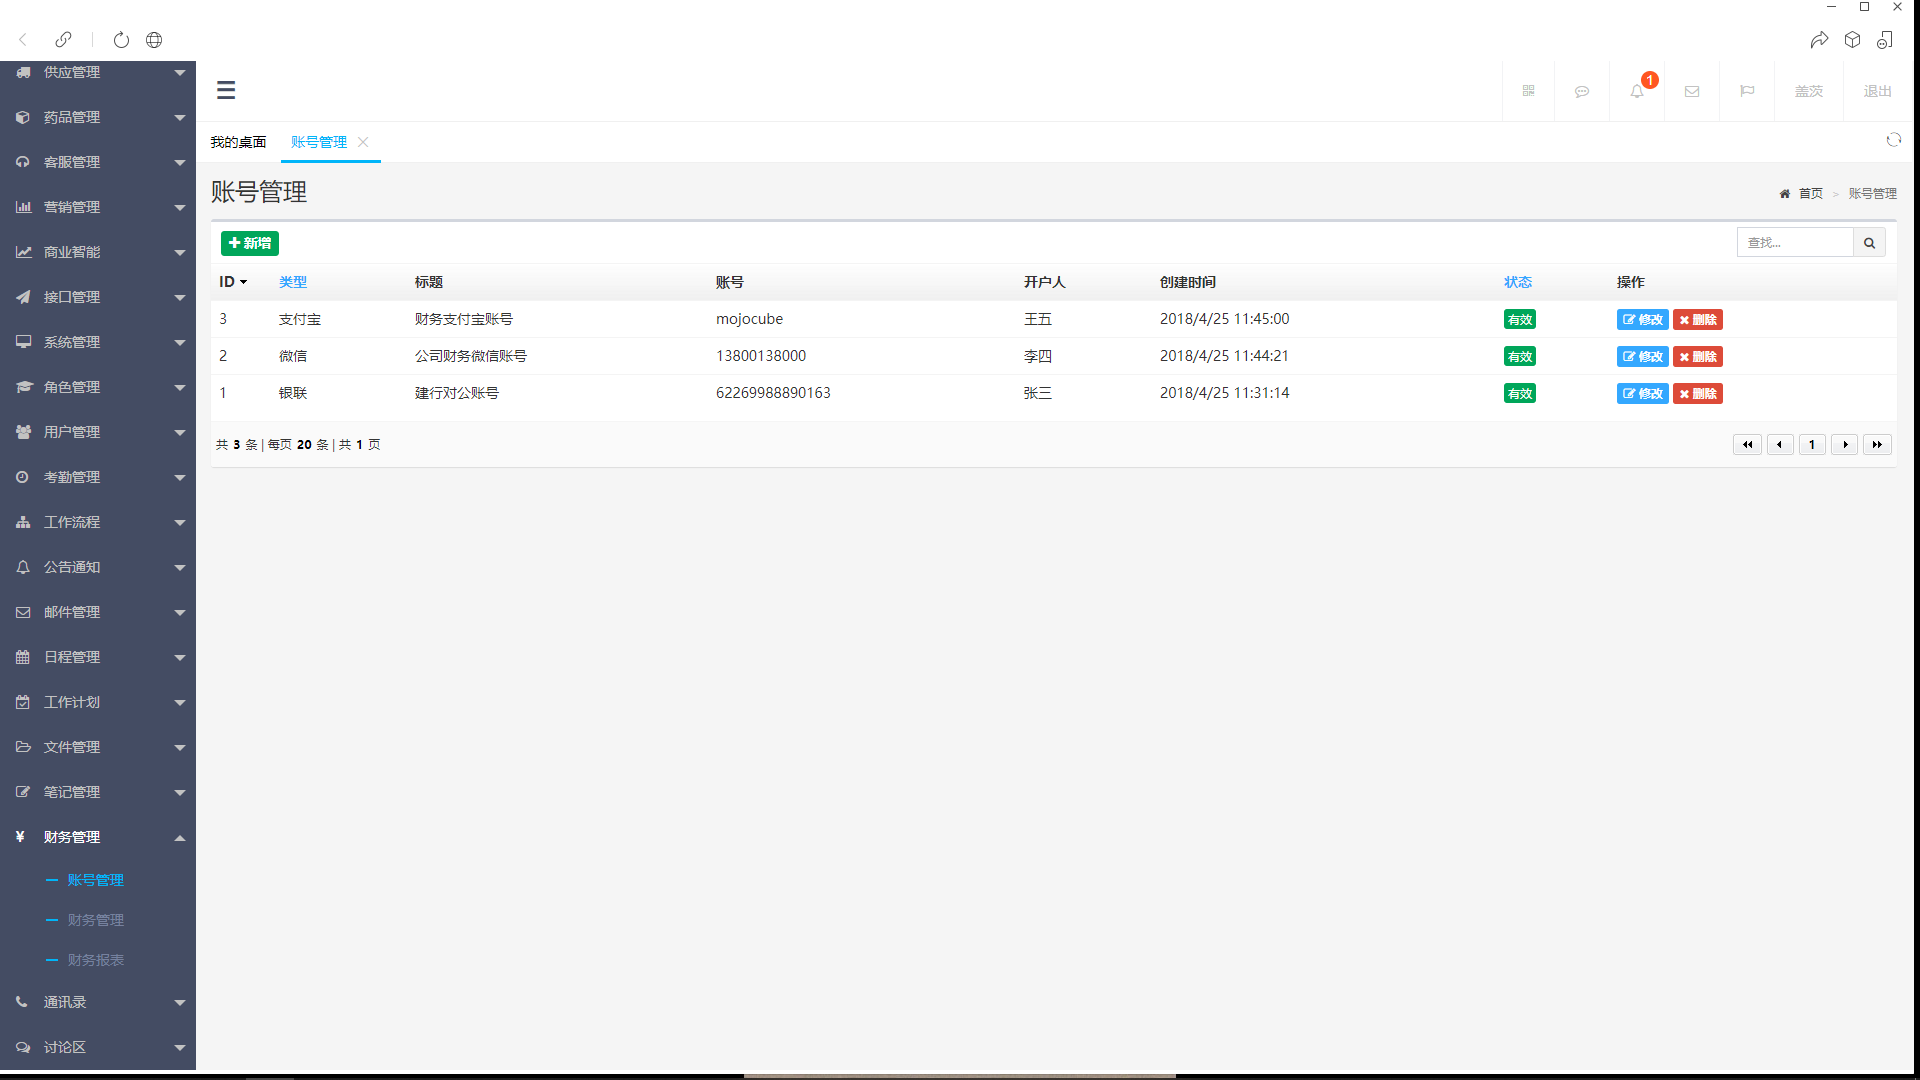 供应管理
药品管理
客服管理
营销管理
商业智能
接口管理
系统管理
角色管理
用户管理
考勤管理
工作流程
公告通知
邮件管理
日程管理
工作计划
文件管理
笔记管理
¥ 财务管理
账号管理
财务管理
财务报表
通讯录
讨论区
1
盖茨 退出
我的桌面 账号管理
账号管理
首页 > 账号管理
新增
查找...
ID 类型 标题 账号 开户人 创建时间 状态 操作
3 支付宝 财务支付宝账号 mojocube 王五 2018/4/25 11:45:00 有效 修改 删除
2 微信 公司财务微信账号 13800138000 李四 2018/4/25 11:44:21 有效 修改 删除
1 银联 建行对公账号 62269988890163 张三 2018/4/25 11:31:14 有效 修改 删除
共 3 条 | 每页 20 条 | 共 1 页
1